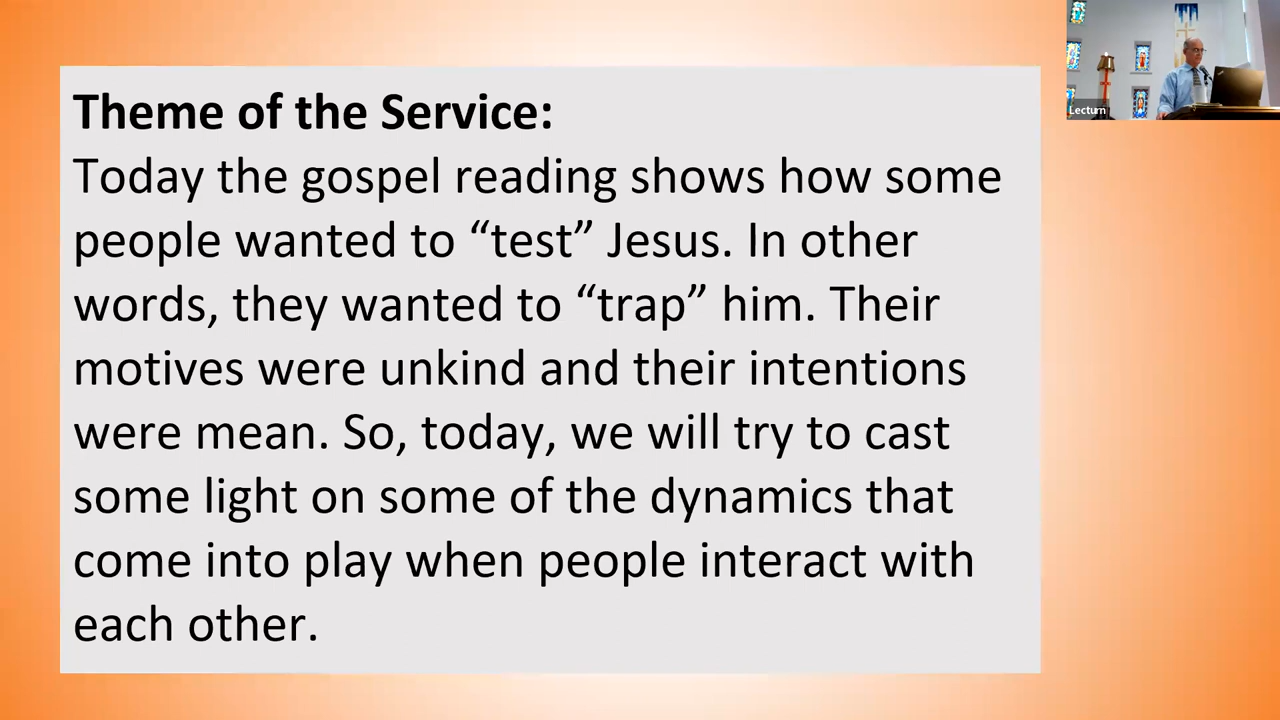 Theme of the Service:
Today the gospel reading shows how some
people wanted to “test” Jesus. In other
words, they wanted to “trap” him. Their
motives were unkind and their intentions
were mean. So, today, we will try to cast
some light on some of the dynamics that
come into play when people interact with
each other.
Lecturn